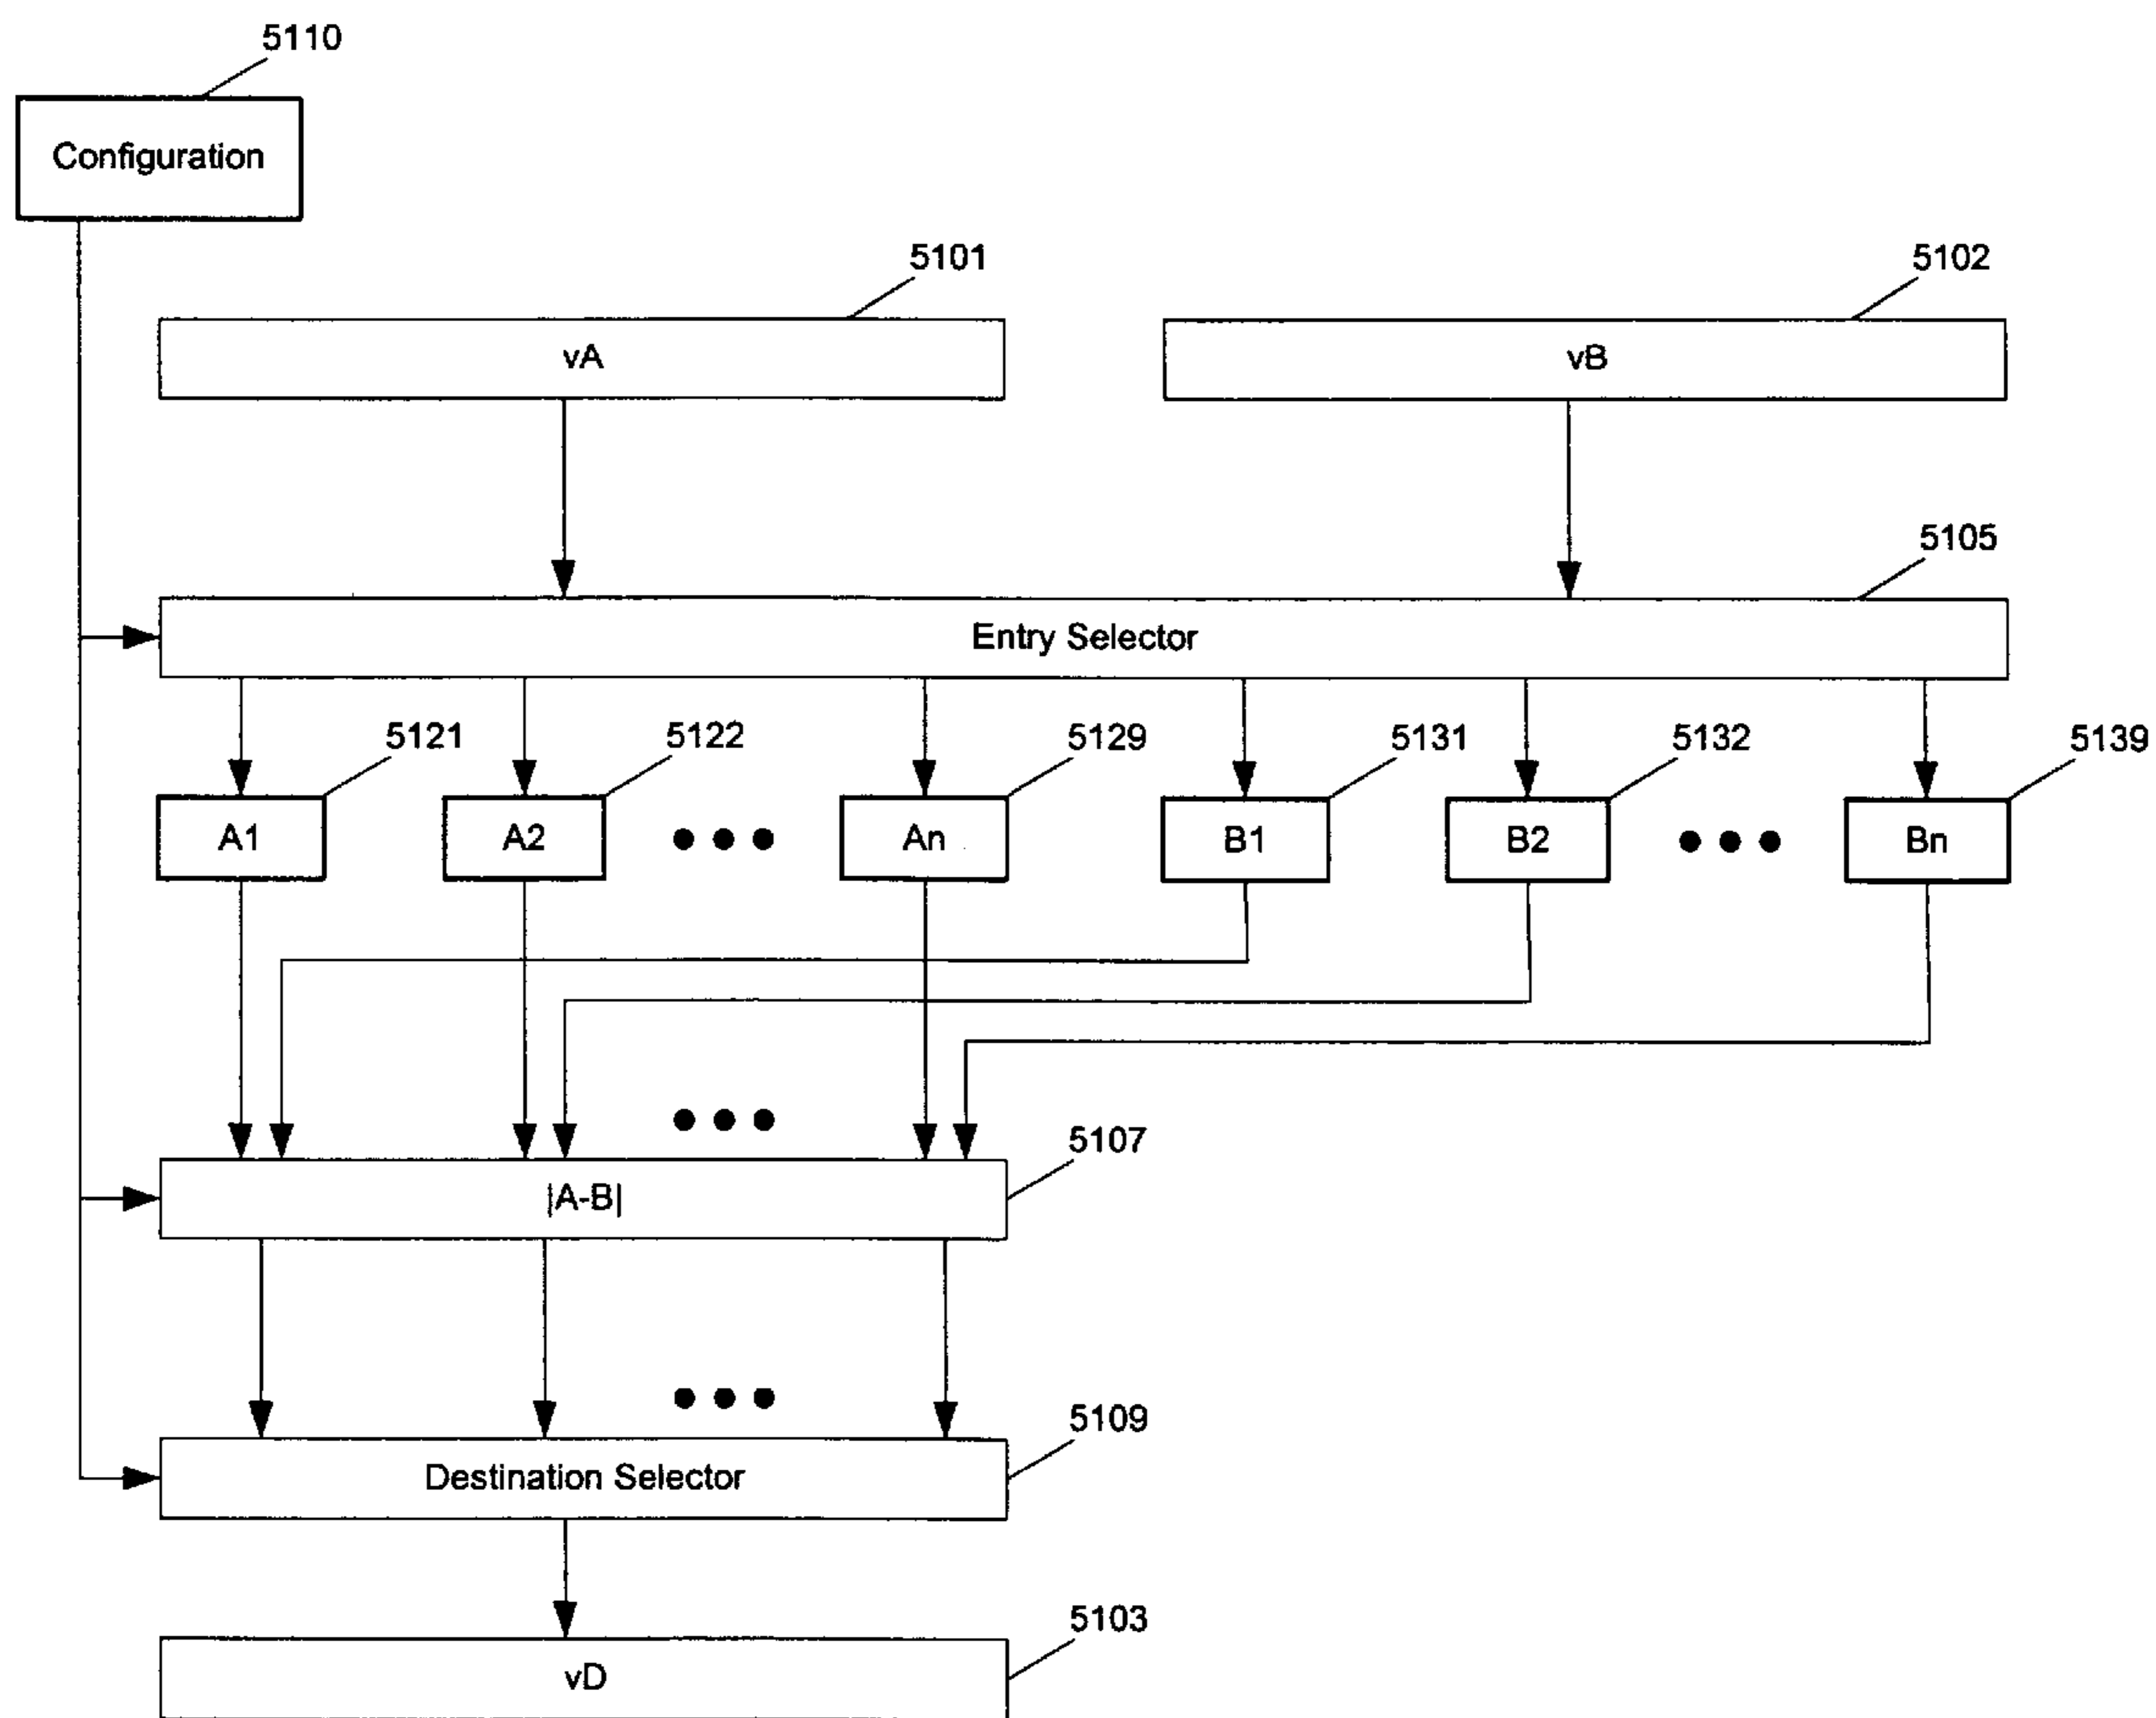 5110
Configuration
5101
5102
vA
vB
5105
Entry Selector
5121
5122
5129
5131
5132
5139
A1
A2
An
B1
B2
Bn
5107
|A-B|
5109
Destination Selector
5103
vD